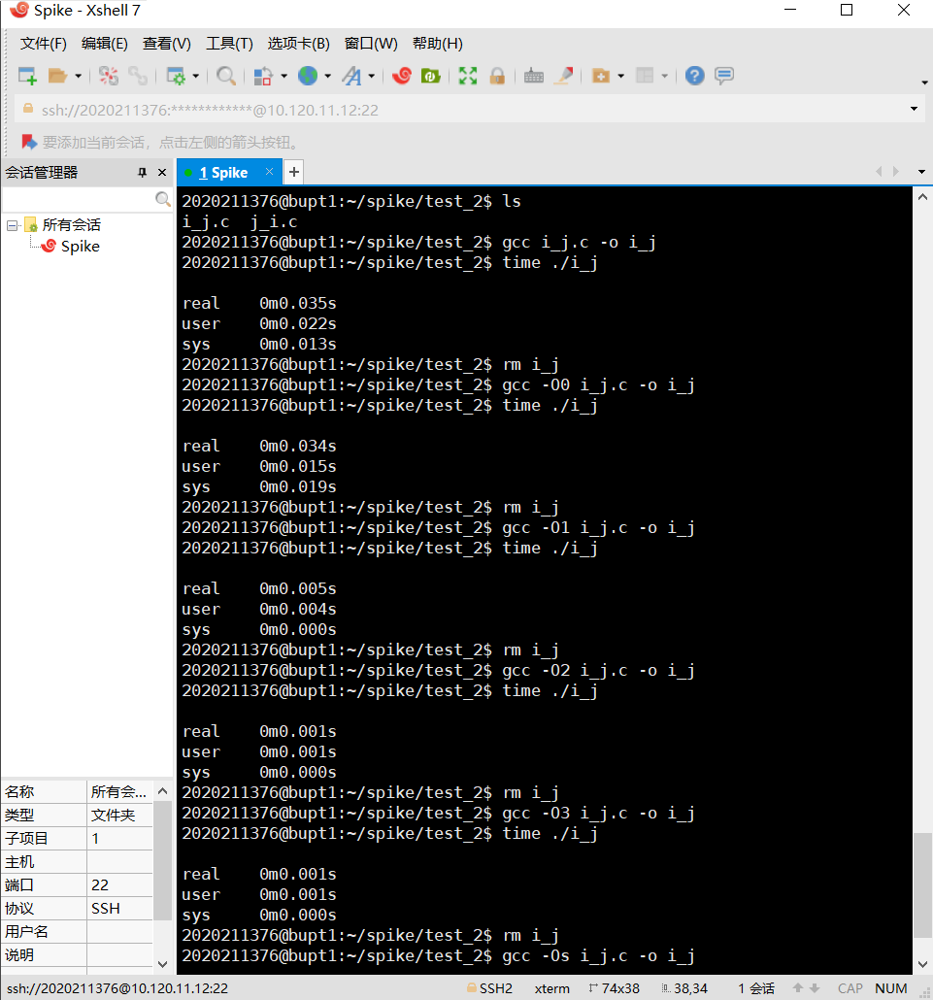 Spike - Xshell 7
文件(F) 编辑(E) 查看(V) 工具(T) 选项卡(B) 窗口(W) 帮助(H)
ssh://2020211376:************@10.120.11.12:22
要添加当前会话，点击左侧的箭头按钮。
会话管理器
1 Spike
+
所有会话
Spike
2020211376@bupt1:~/spike/test_2$ ls
i_j.c  j_i.c
2020211376@bupt1:~/spike/test_2$ gcc i_j.c -o i_j
2020211376@bupt1:~/spike/test_2$ time ./i_j
real    0m0.035s
user    0m0.022s
sys     0m0.013s
2020211376@bupt1:~/spike/test_2$ rm i_j
2020211376@bupt1:~/spike/test_2$ gcc -O0 i_j.c -o i_j
2020211376@bupt1:~/spike/test_2$ time ./i_j
real    0m0.034s
user    0m0.015s
sys     0m0.019s
2020211376@bupt1:~/spike/test_2$ rm i_j
2020211376@bupt1:~/spike/test_2$ gcc -O1 i_j.c -o i_j
2020211376@bupt1:~/spike/test_2$ time ./i_j
real    0m0.005s
user    0m0.004s
sys     0m0.000s
2020211376@bupt1:~/spike/test_2$ rm i_j
2020211376@bupt1:~/spike/test_2$ gcc -O2 i_j.c -o i_j
2020211376@bupt1:~/spike/test_2$ time ./i_j
real    0m0.001s
user    0m0.001s
sys     0m0.000s
2020211376@bupt1:~/spike/test_2$ rm i_j
2020211376@bupt1:~/spike/test_2$ gcc -O3 i_j.c -o i_j
2020211376@bupt1:~/spike/test_2$ time ./i_j
real    0m0.001s
user    0m0.001s
sys     0m0.000s
2020211376@bupt1:~/spike/test_2$ rm i_j
2020211376@bupt1:~/spike/test_2$ gcc -Os i_j.c -o i_j
名称 所有会...
类型 文件夹
子项目 1
主机
端口 22
协议 SSH
用户名
说明
ssh://2020211376@10.120.11.12:22 SSH2 xterm 74x38 38,34 1 会话 CAP NUM